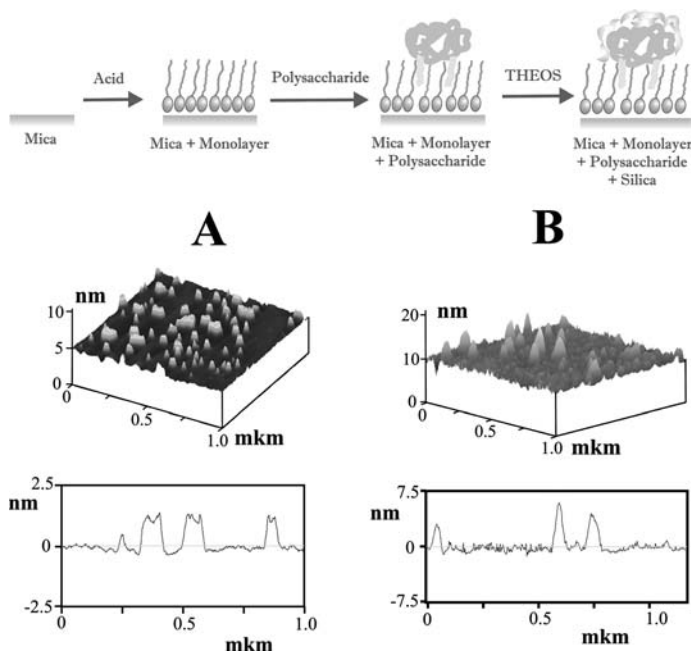 Acid
Polysaccharide
THEOS
Mica
Mica + Monolayer
Mica + Monolayer
+ Polysaccharide
Mica + Monolayer
+ Polysaccharide
+ Silica
A
B
nm
10
5
0
0
0.5
1.0
mkm
nm
20
10
0
0
0.5
1.0
mkm
nm
2.5
0
-2.5
0
0.5
1.0
mkm
nm
7.5
0
-7.5
0
0.5
1.0
mkm